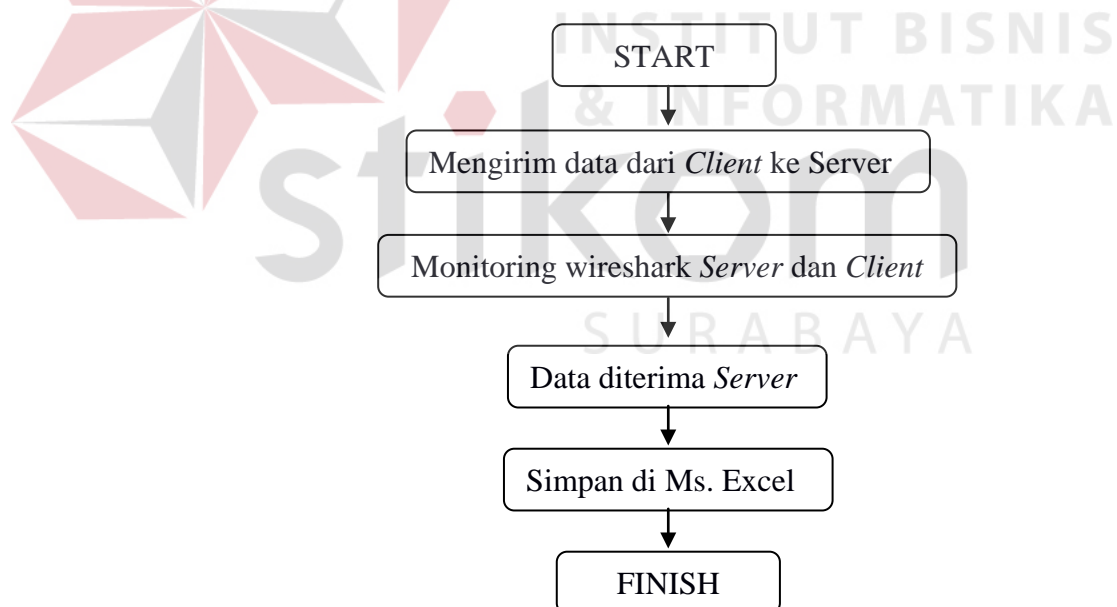 INSTITUT BISNIS
START
& INFORMATIKA
Mengirim data dari Client ke Server
stikom
Monitoring wireshark Server dan Client
SURABAYA
Data diterima Server
Simpan di Ms. Excel
FINISH